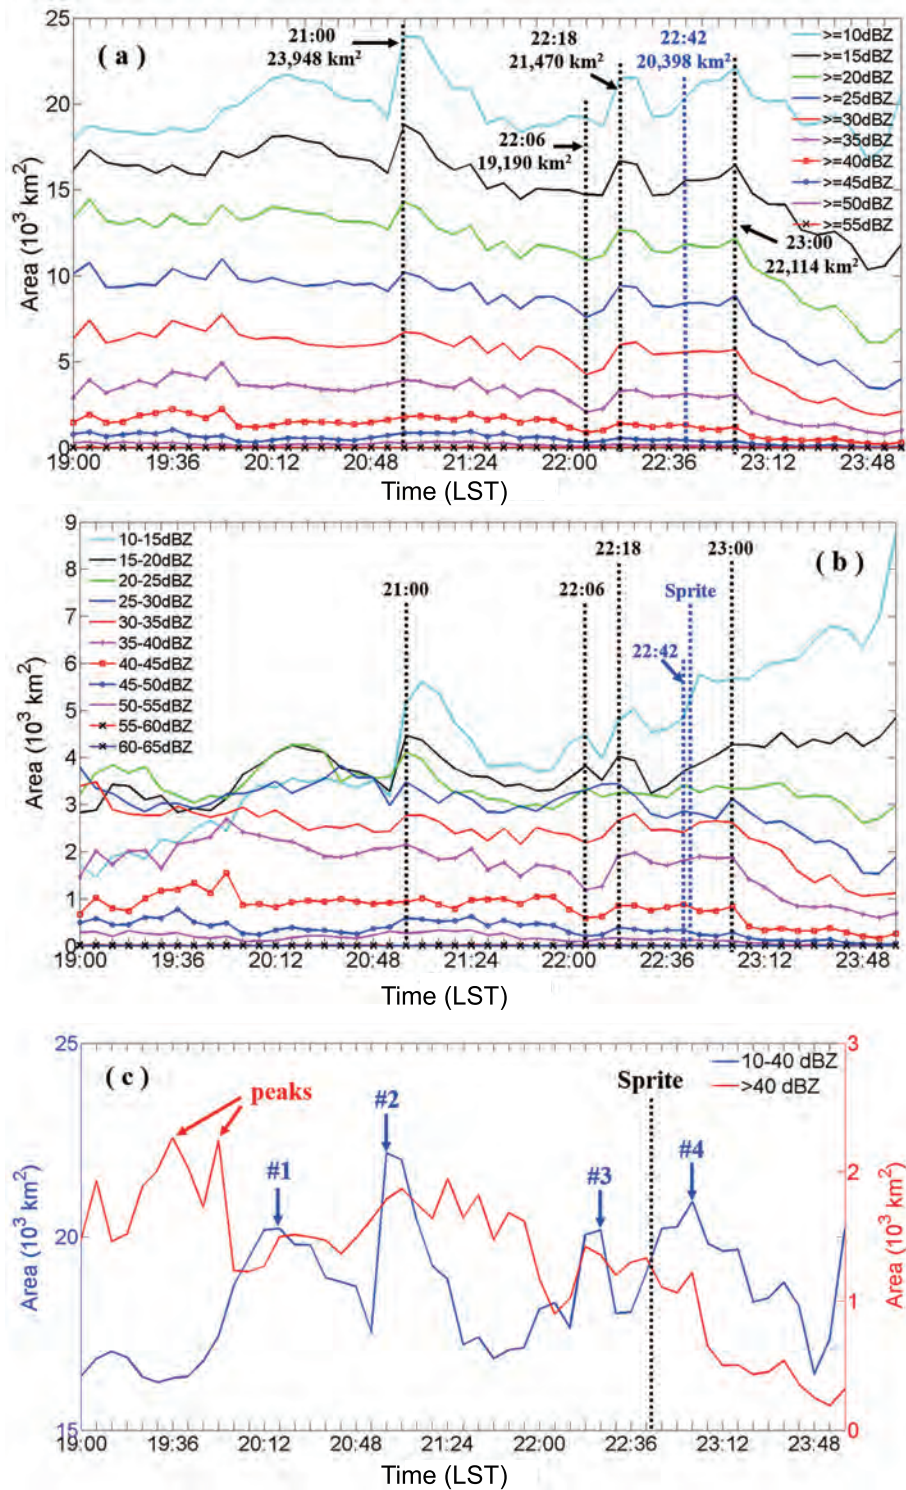 ( a )
21:00
23,948 km²
22:18
21,470 km²
22:42
20,398 km²
22:06
19,190 km²
23:00
22,114 km²
>=10dBZ
>=15dBZ
>=20dBZ
>=25dBZ
>=30dBZ
>=35dBZ
>=40dBZ
>=45dBZ
>=50dBZ
>=55dBZ
Area (10³ km²)
25
20
15
10
5
0
19:00 19:36 20:12 20:48 21:24 22:00 22:36 23:12 23:48
Time (LST)
( b )
10-15dBZ
15-20dBZ
20-25dBZ
25-30dBZ
30-35dBZ
35-40dBZ
40-45dBZ
45-50dBZ
50-55dBZ
55-60dBZ
60-65dBZ
21:00
22:06
22:18
Sprite
23:00
22:42
Area (10³ km²)
9
8
7
6
5
4
3
2
1
0
19:00 19:36 20:12 20:48 21:24 22:00 22:36 23:12 23:48
Time (LST)
( c )
peaks
#1
#2
#3
#4
Sprite
10-40 dBZ
>40 dBZ
Area (10³ km²)
25
20
15
Area (10³ km²)
3
2
1
0
19:00 19:36 20:12 20:48 21:24 22:00 22:36 23:12 23:48
Time (LST)